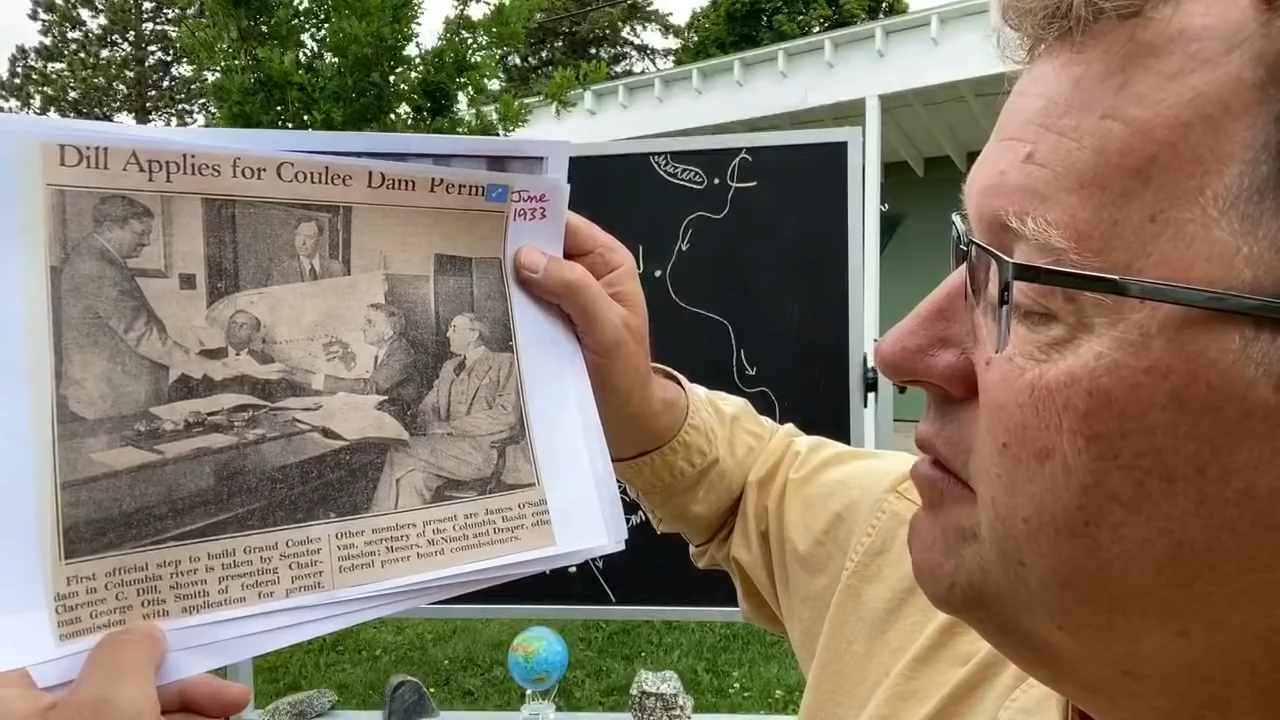 Dill Applies for Coulee Dam Perm
June
1933
First official step to build Grand Coulee
dam in Columbia river is taken by Senator
Clarence C. Dill, shown presenting Chair-
man George Otis Smith of federal power
commission with application for permit.
Other members present are James O'Sulli
van, secretary of the Columbia Basin com
mission; Messrs. McNinch and Draper, othe
federal power board commissioners.